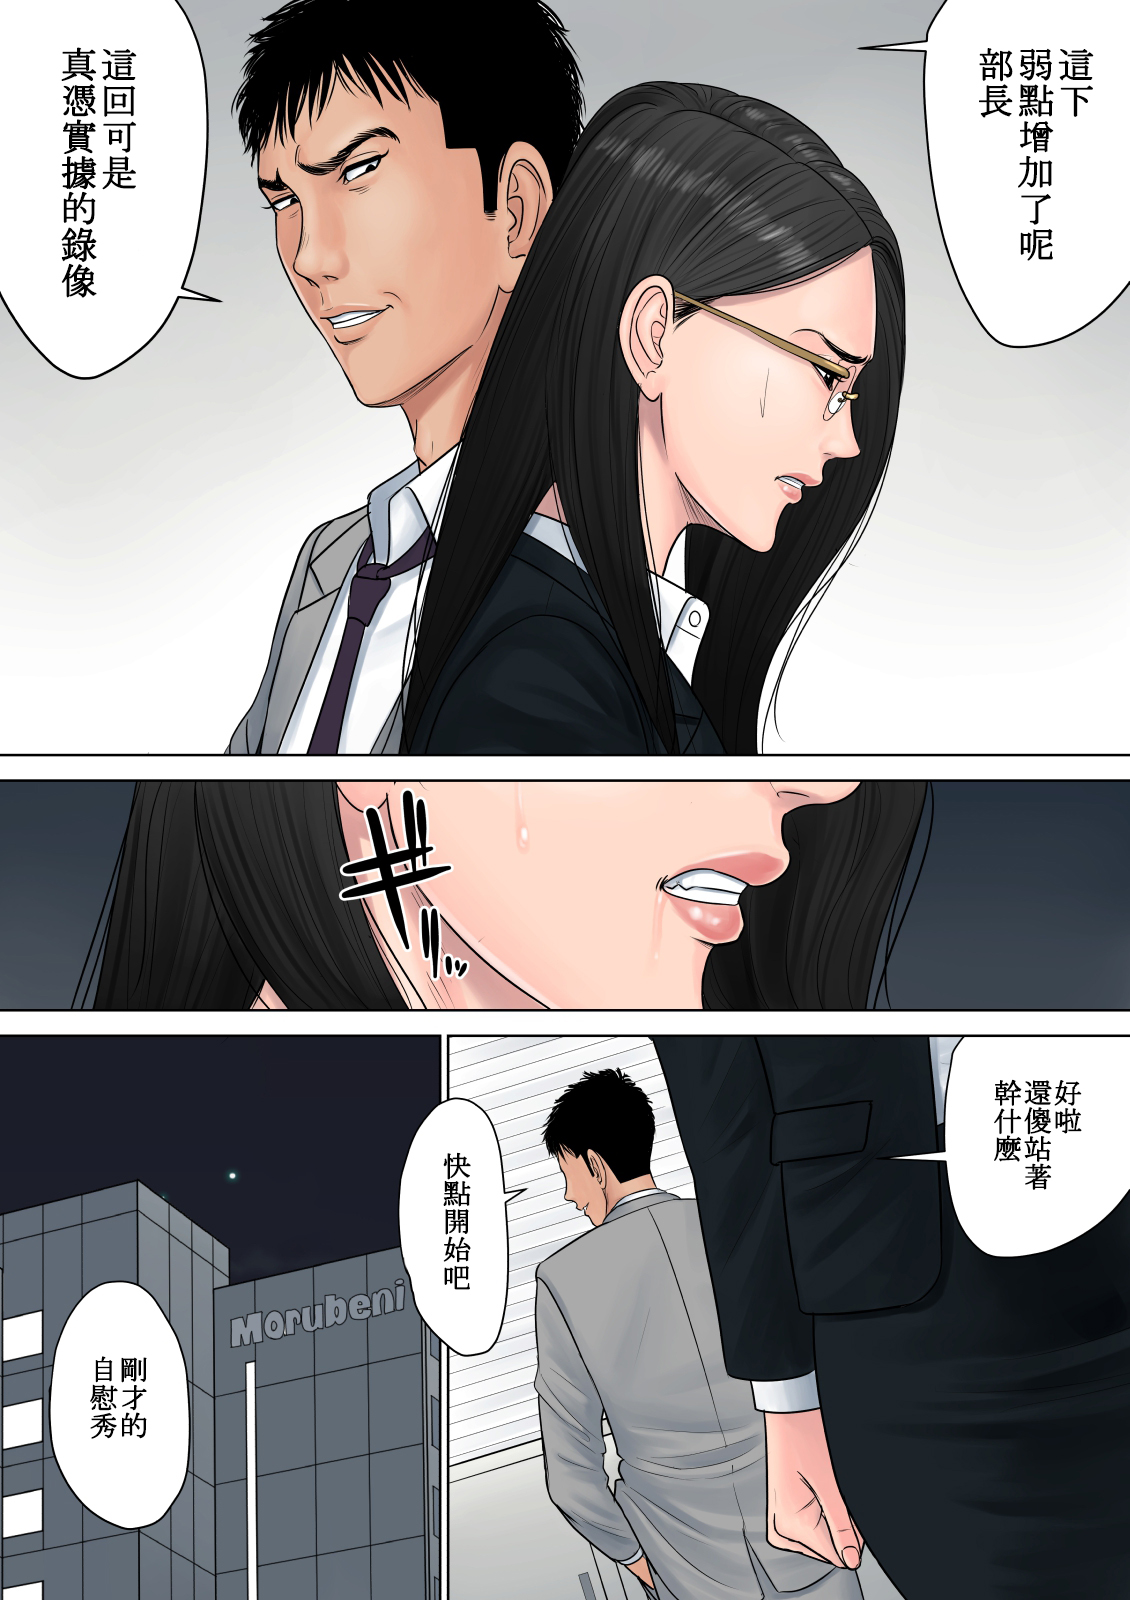 這下
弱點增加了呢
部長
這回可是
真憑實據的錄像
ギリッ
好啦
還傻站著
幹什麼
快點開始吧
Morubeni
剛才的
自慰秀